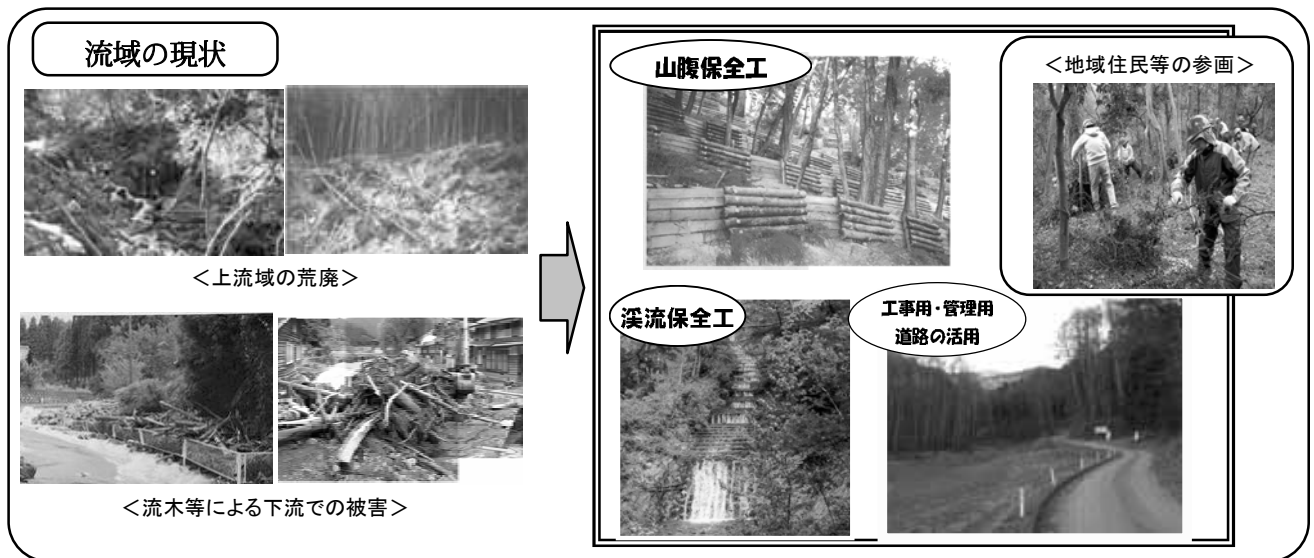 流域の現状
<上流域の荒廃>
<流木等による下流での被害>
山腹保全工
<地域住民等の参画>
渓流保全工
工事用・管理用
道路の活用